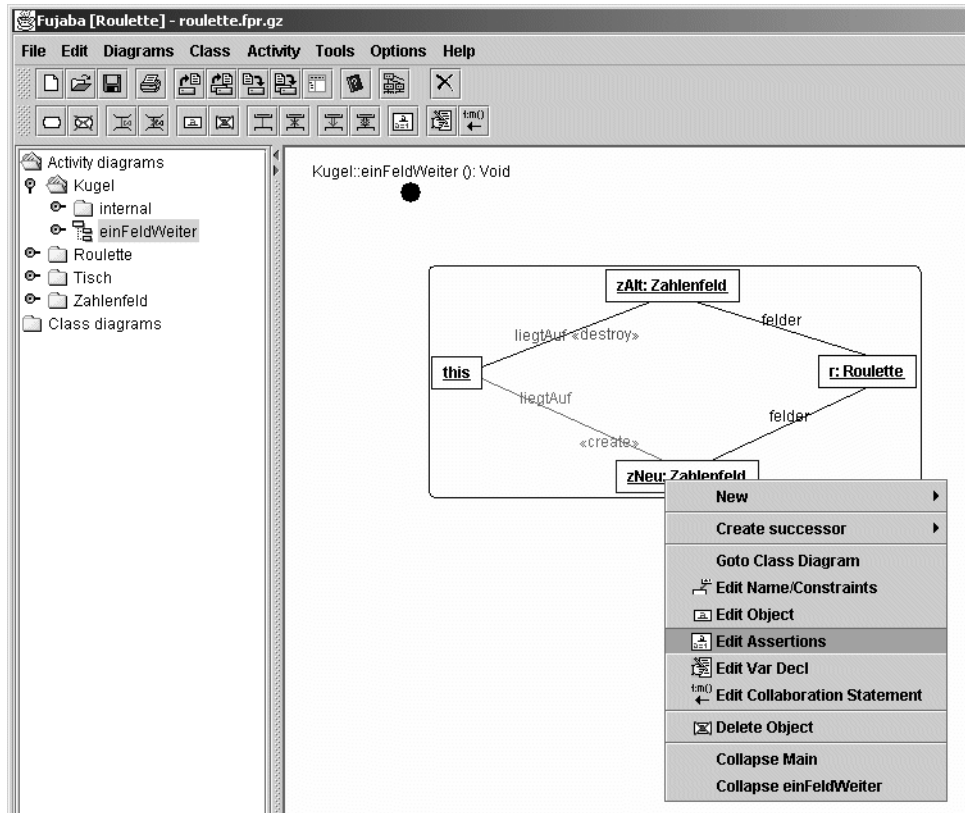 Fujaba [Roulette] - roulette.fpr.gz
File Edit Diagrams Class Activity Tools Options Help
Activity diagrams
Kugel
internal
einFeldWeiter
Roulette
Tisch
Zahlenfeld
Class diagrams
Kugel::einFeldWeiter (): Void
zAlt: Zahlenfeld
liegtAuf «destroy»
felder
this
r: Roulette
liegtAuf
felder
«create»
zNeu: Zahlenfeld
New
Create successor
Goto Class Diagram
Edit Name/Constraints
Edit Object
Edit Assertions
Edit Var Decl
Edit Collaboration Statement
Delete Object
Collapse Main
Collapse einFeldWeiter